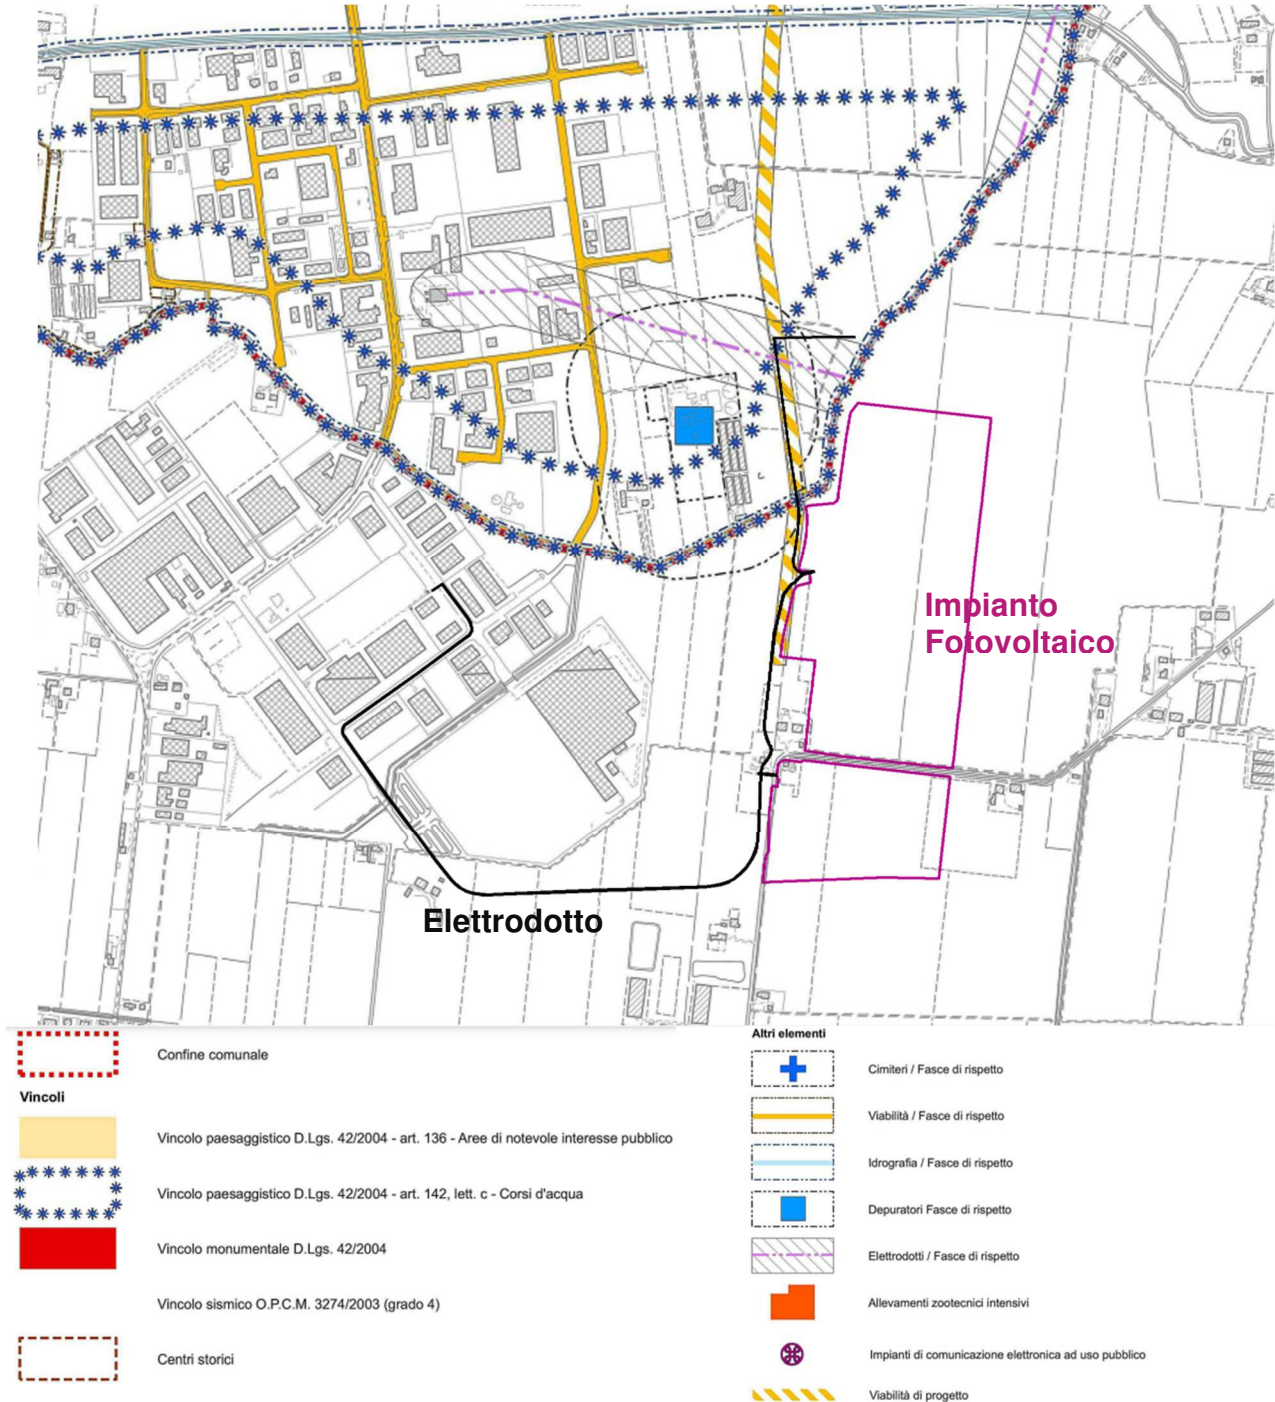 Impianto
Fotovoltaico
Elettrodotto
Confine comunale
Vincoli
Vincolo paesaggistico D.Lgs. 42/2004 - art. 136 - Aree di notevole interesse pubblico
Vincolo paesaggistico D.Lgs. 42/2004 - art. 142, lett. c - Corsi d'acqua
Vincolo monumentale D.Lgs. 42/2004
Vincolo sismico O.P.C.M. 3274/2003 (grado 4)
Centri storici
Altri elementi
Cimiteri / Fasce di rispetto
Viabilità / Fasce di rispetto
Idrografia / Fasce di rispetto
Depuratori Fasce di rispetto
Elettrodotti / Fasce di rispetto
Allevamenti zootecnici intensivi
Impianti di comunicazione elettronica ad uso pubblico
Viabilità di progetto